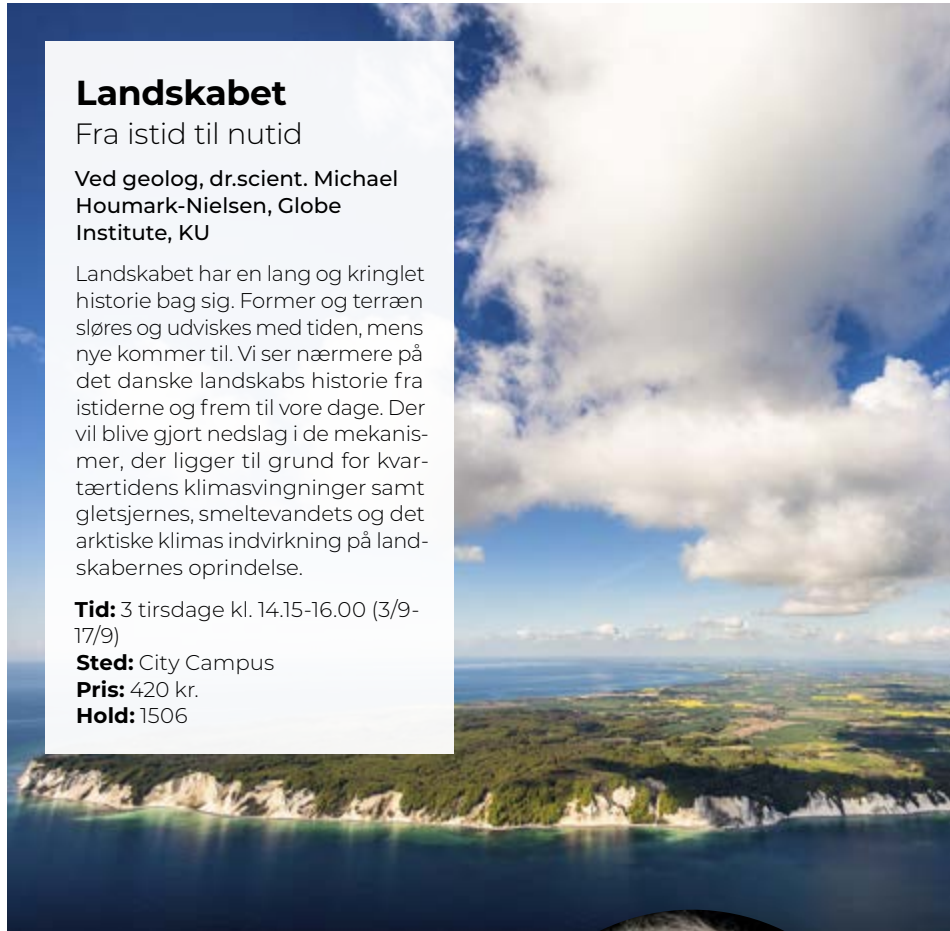 Landskabet
Fra istid til nutid
Ved geolog, dr.scient. Michael
Houmark-Nielsen, Globe
Institute, KU
Landskabet har en lang og kringlet
historie bag sig. Former og terræn
sløres og udviskes med tiden, mens
nye kommer til. Vi ser nærmere på
det danske landskabs historie fra
istiderne og frem til vore dage. Der
vil blive gjort nedslag i de mekanis-
mer, der ligger til grund for kvar-
tærtidens klimasvingninger samt
gletsjernes, smeltevandets og det
arktiske klimas indvirkning på land-
skabernes oprindelse.
Tid: 3 tirsdage kl. 14.15-16.00 (3/9-
17/9)
Sted: City Campus
Pris: 420 kr.
Hold: 1506